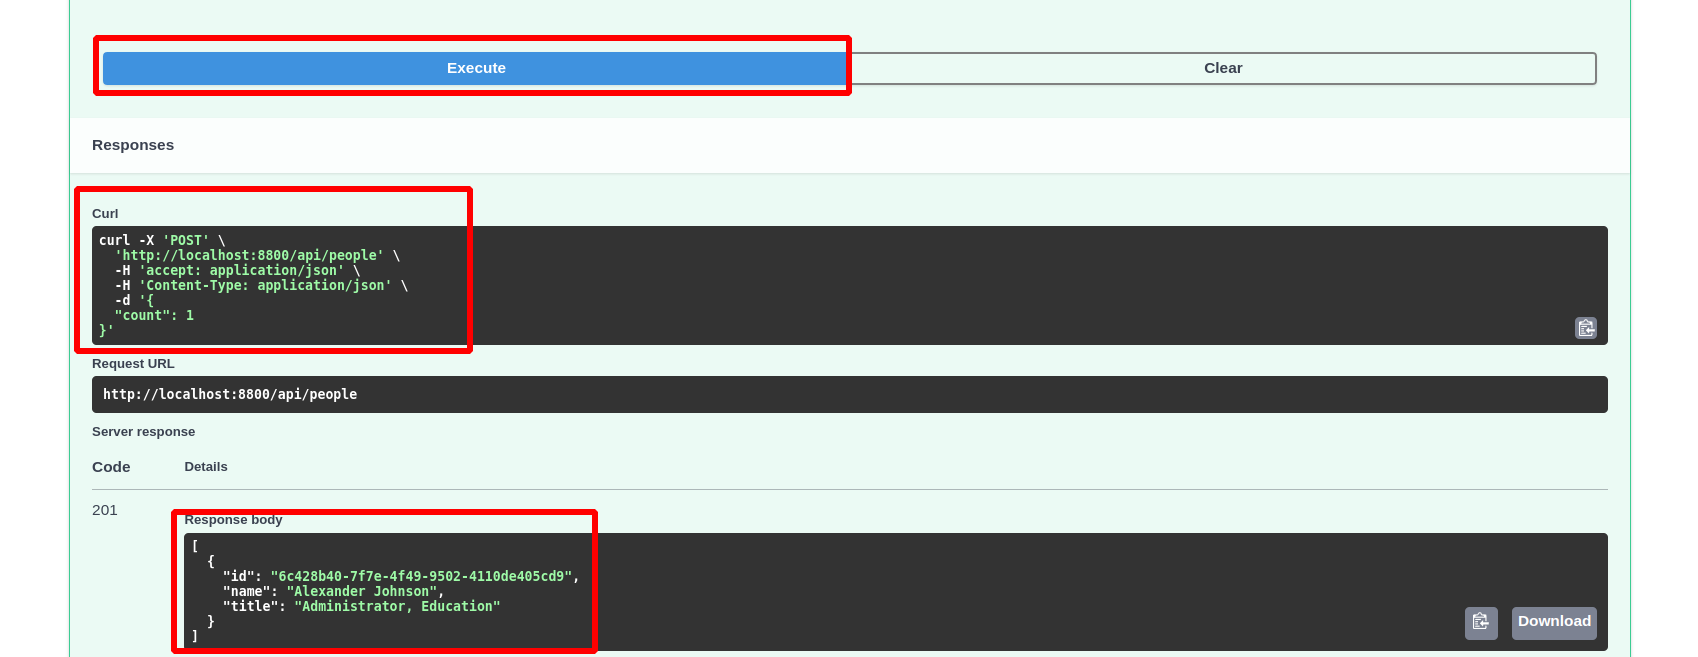 Execute
Clear
Responses
Curl
curl -X 'POST' \
  'http://localhost:8800/api/people' \
  -H 'accept: application/json' \
  -H 'Content-Type: application/json' \
  -d '{
  "count": 1
}'
Request URL
http://localhost:8800/api/people
Server response
Code Details
201
Response body
[
  {
    "id": "6c428b40-7f7e-4f49-9502-4110de405cd9",
    "name": "Alexander Johnson",
    "title": "Administrator, Education"
  }
]
Download